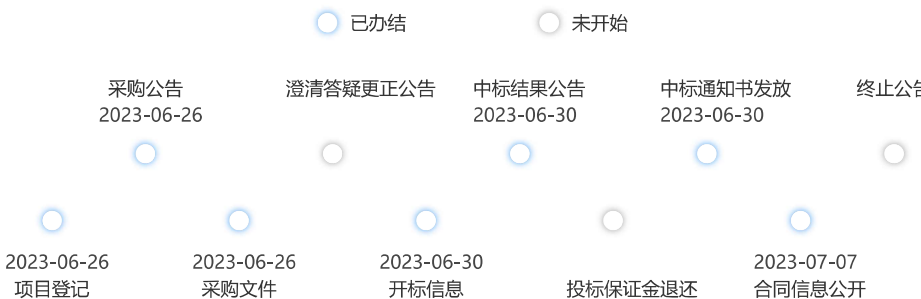 已办结
未开始
采购公告
2023-06-26
澄清答疑更正公告
中标结果公告
2023-06-30
中标通知书发放
2023-06-30
终止公告
2023-06-26
项目登记
2023-06-26
采购文件
2023-06-30
开标信息
投标保证金退还
2023-07-07
合同信息公开